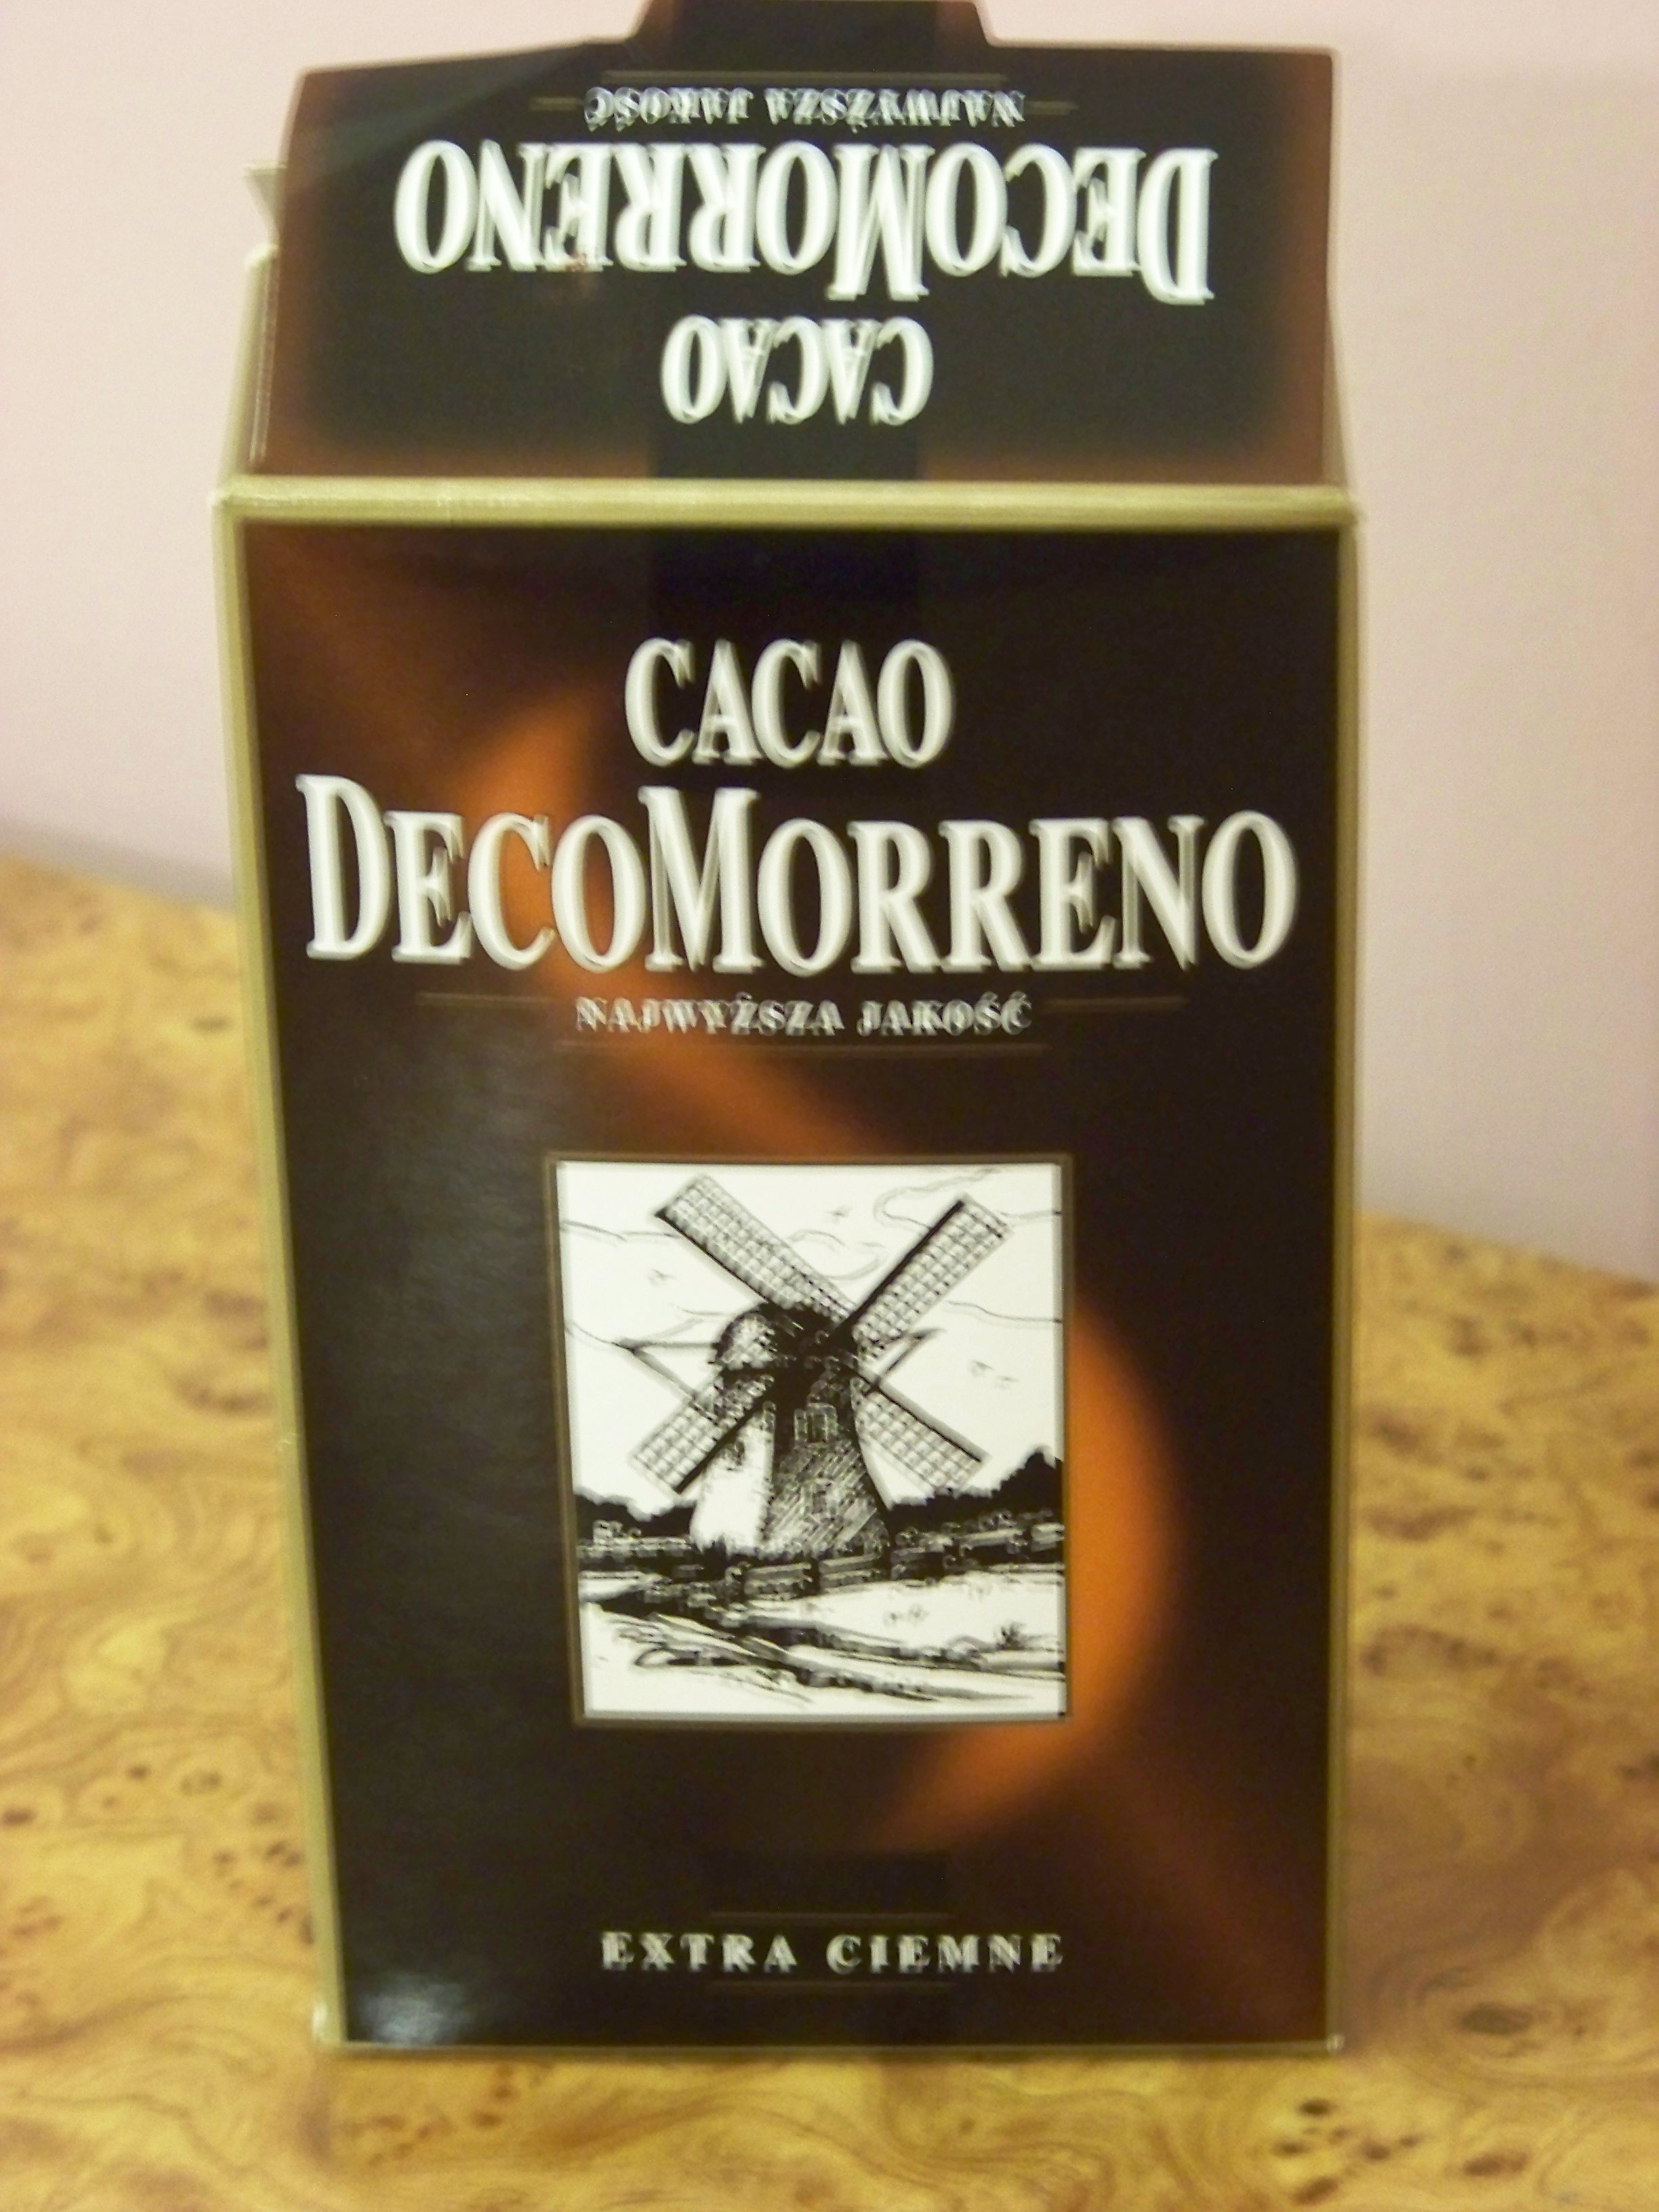 NAJWYŻSZA JAKOŚĆ
DECOMORRENO
CACAO
CACAO
DECOMORRENO
NAJWYŻSZA JAKOŚĆ
EXTRA CIEMNE